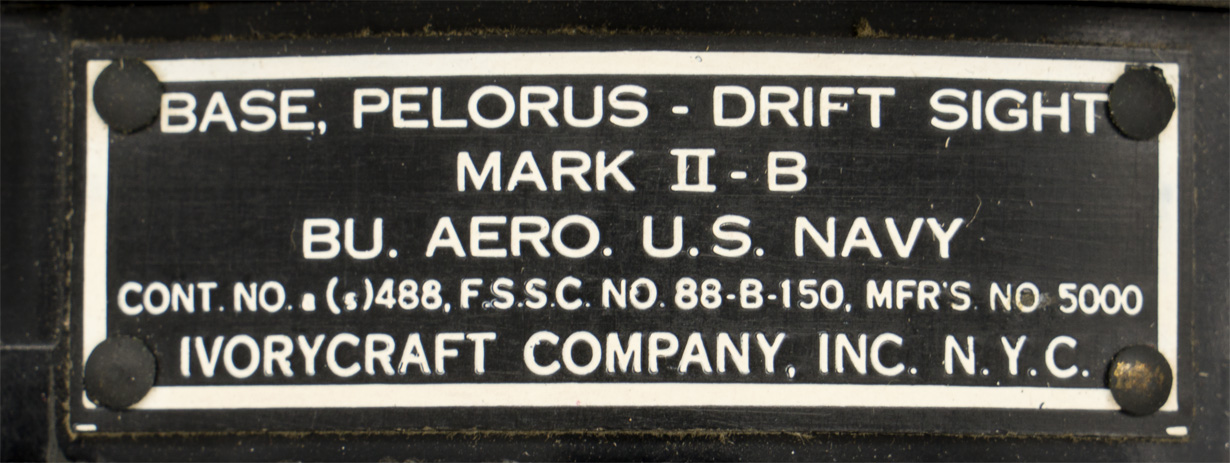 BASE, PELORUS - DRIFT SIGHT
MARK II - B
BU. AERO. U.S. NAVY
CONT. NO. a (s)488, F.S.S.C. NO. 88-B-150, MFR'S. NO. 5000
IVORYCRAFT COMPANY, INC. N.Y.C.